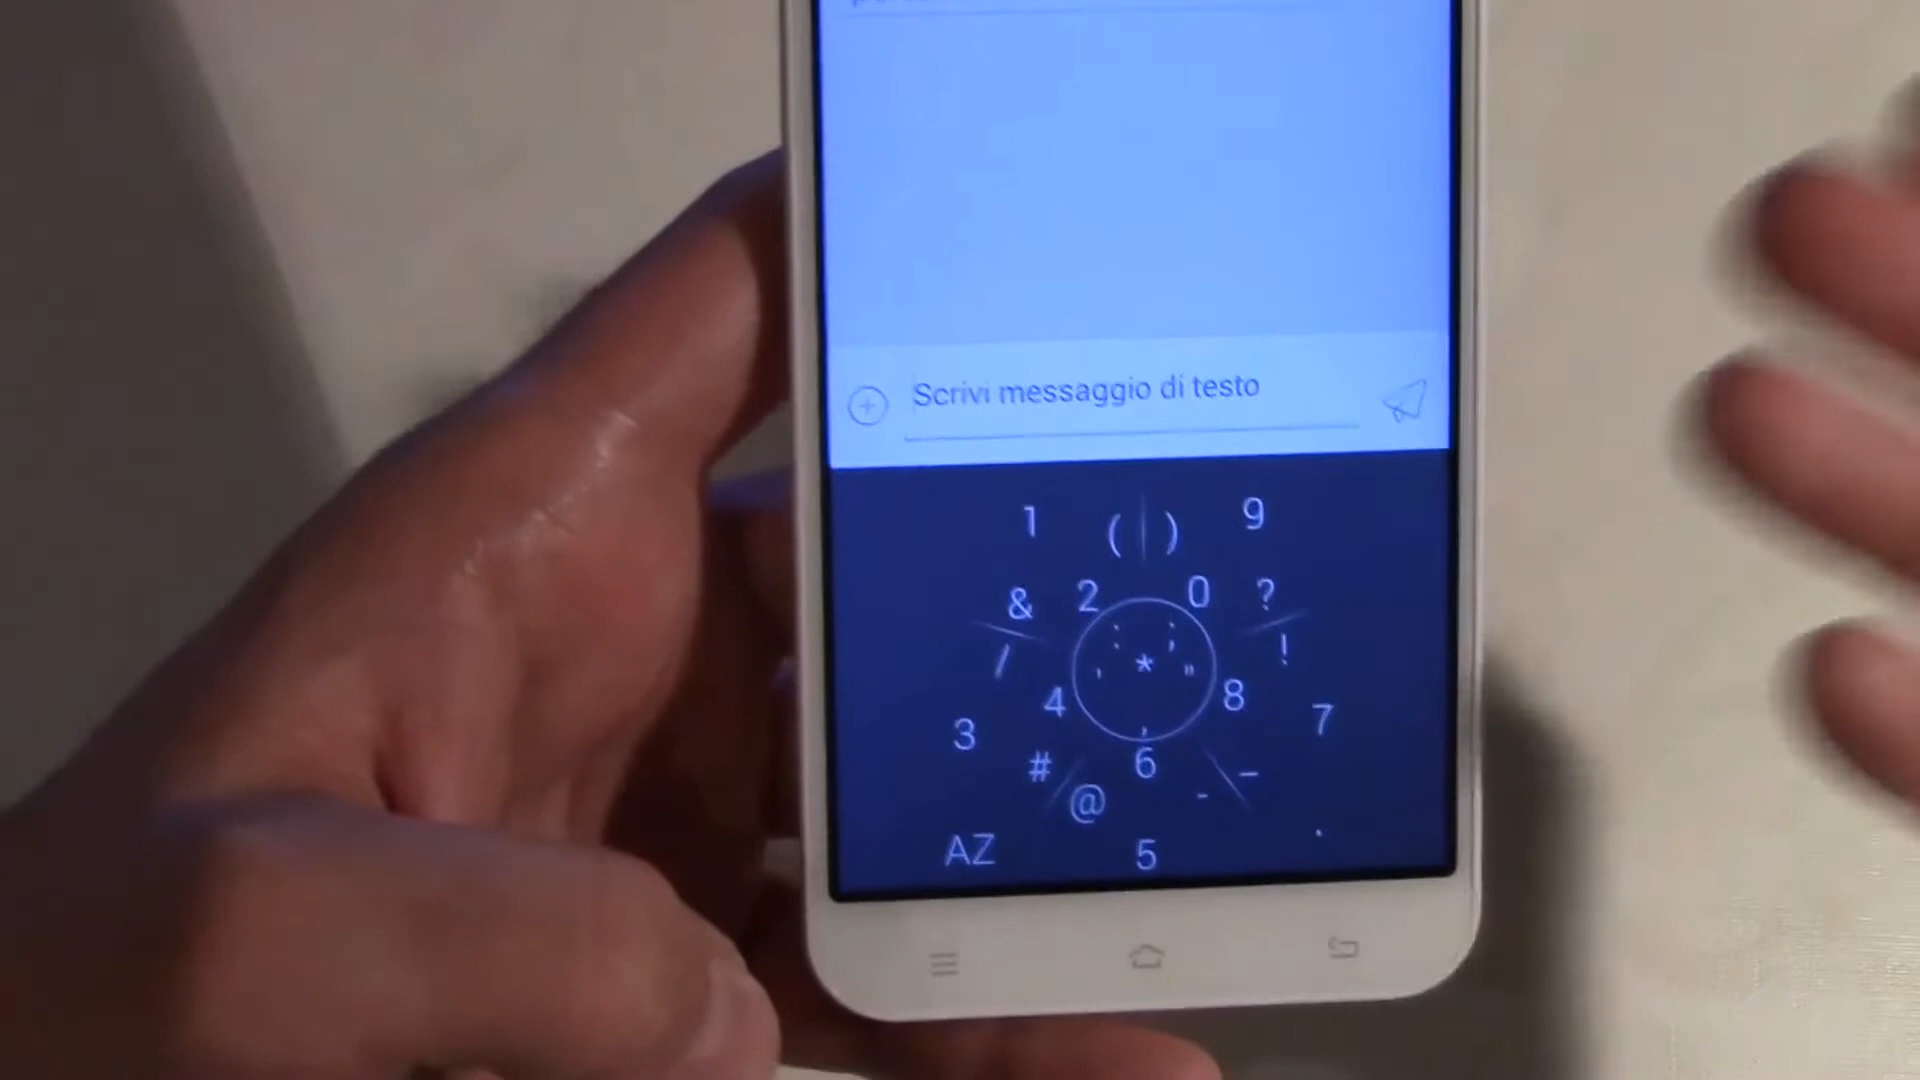 Scrivi messaggio di testo
1 ( ) 9
& 2 0 ? 
: ;
/ , * " !
4 8
3 , 7
# 6 _
@ -
AZ 5 .